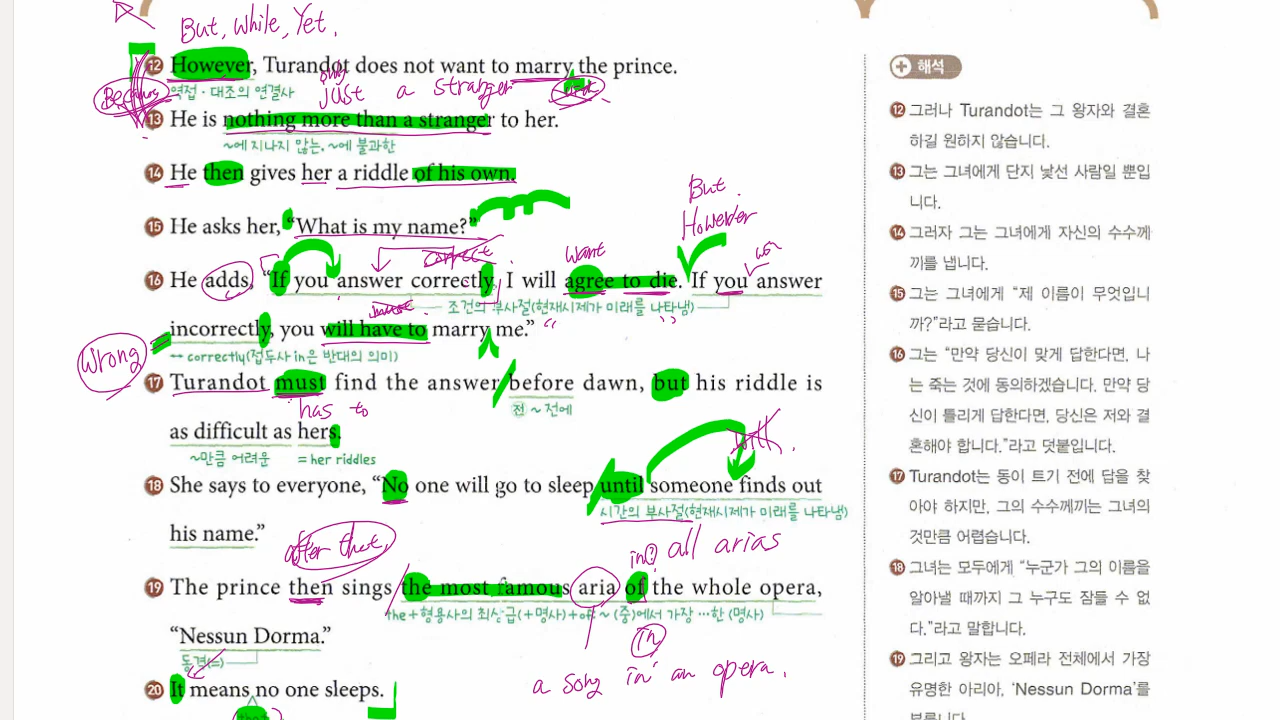 But, while, Yet.
⑫ However, Turandot does not want to marry the prince.
역접·대조의 연결사
just a stranger
⑬ He is nothing more than a stranger to her.
~에 지나지 않는, ~에 불과한
⑭ He then gives her a riddle of his own.
But.
However
⑮ He asks her, “What is my name?”
correct
want
⑯ He adds, “If you answer correctly, I will agree to die. If you answer
조건의 부사절(현재시제가 미래를 나타냄)
must
incorrectly, you will have to marry me.”
↔ correctly(접두사 in은 반대의 의미)
wrong
⑰ Turandot must find the answer before dawn, but his riddle is
has to
전 ~ 전에
as difficult as hers.
~만큼 어려운
= her riddles
will
⑱ She says to everyone, “No one will go to sleep until someone finds out
시간의 부사절(현재시제가 미래를 나타냄)
his name.”
after that,
in? all arias
⑲ The prince then sings the most famous aria of the whole opera,
the+형용사의 최상급(+명사)+of ~ (중)에서 가장 …한 (명사)
“Nessun Dorma.”
동격(=)
in
a song in an opera.
⑳ It means no one sleeps.
that
해석
⑫ 그러나 Turandot는 그 왕자와 결혼
하길 원하지 않습니다.
⑬ 그는 그녀에게 단지 낯선 사람일 뿐입
니다.
⑭ 그러자 그는 그녀에게 자신의 수수께
끼를 냅니다.
⑮ 그는 그녀에게 “제 이름이 무엇입니
까?”라고 묻습니다.
⑯ 그는 “만약 당신이 맞게 답한다면, 나
는 죽는 것에 동의하겠습니다. 만약 당
신이 틀리게 답한다면, 당신은 저와 결
혼해야 합니다.”라고 덧붙입니다.
⑰ Turandot는 동이 트기 전에 답을 찾
아야 하지만, 그의 수수께끼는 그녀의
것만큼 어렵습니다.
⑱ 그녀는 모두에게 “누군가 그의 이름을
알아낼 때까지 그 누구도 잠들 수 없
다.”라고 말합니다.
⑲ 그리고 왕자는 오페라 전체에서 가장
유명한 아리아, ‘Nessun Dorma’를
부릅니다.